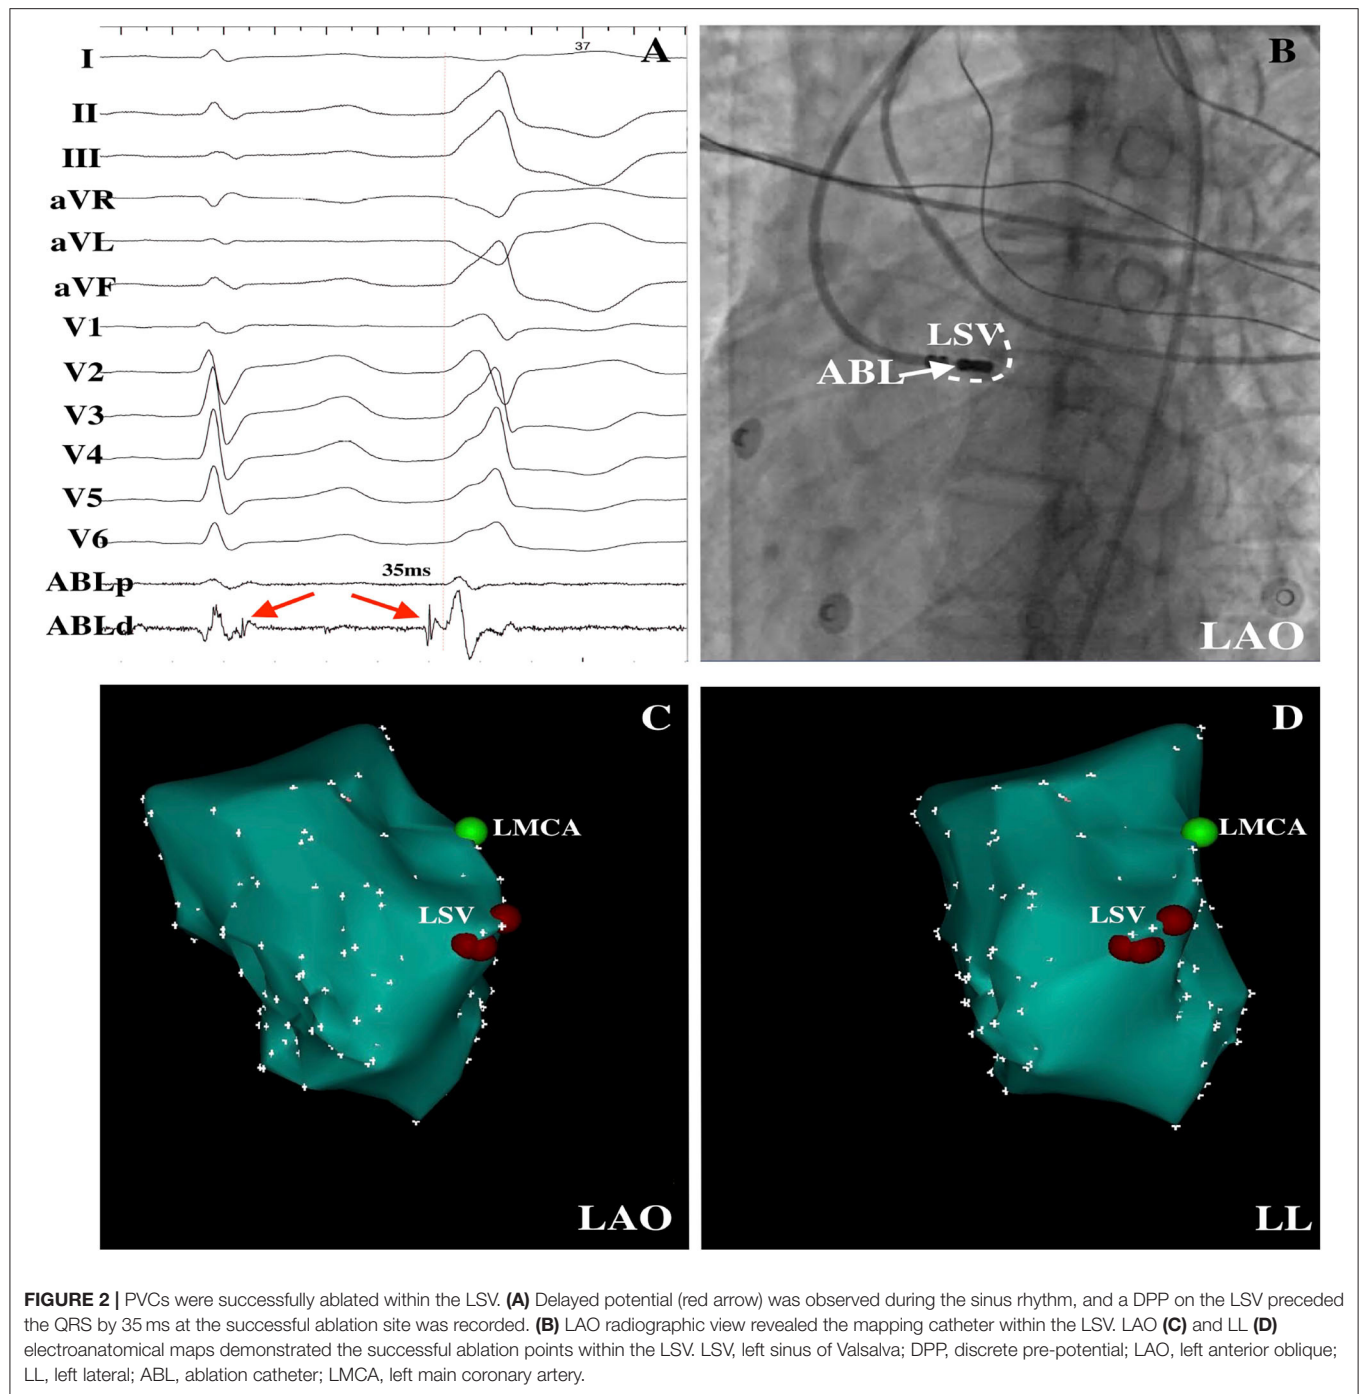 37
A
I
II
III
aVR
aVL
aVF
V1
V2
V3
V4
V5
V6
35ms
ABLp
ABLd
B
LSV
ABL
LAO
C
LMCA
LSV
LAO
D
LMCA
LSV
LL
FIGURE 2 | PVCs were successfully ablated within the LSV. (A) Delayed potential (red arrow) was observed during the sinus rhythm, and a DPP on the LSV preceded
the QRS by 35 ms at the successful ablation site was recorded. (B) LAO radiographic view revealed the mapping catheter within the LSV. LAO (C) and LL (D)
electroanatomical maps demonstrated the successful ablation points within the LSV. LSV, left sinus of Valsalva; DPP, discrete pre-potential; LAO, left anterior oblique;
LL, left lateral; ABL, ablation catheter; LMCA, left main coronary artery.